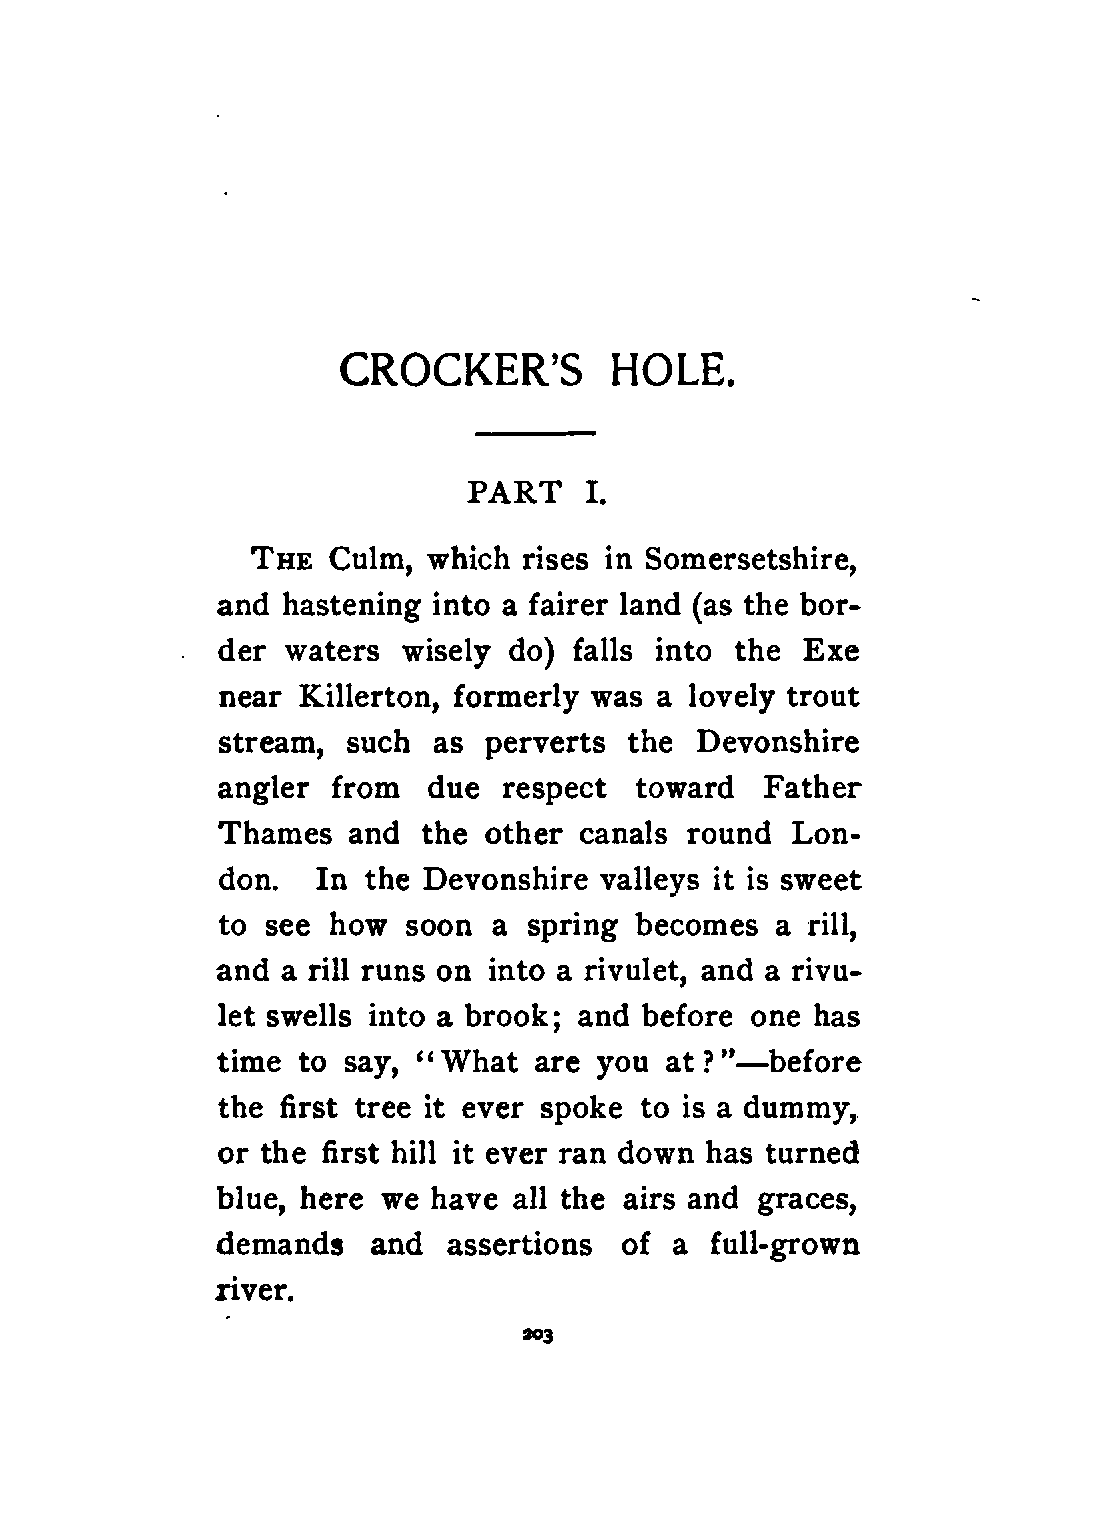 CROCKER'S HOLE.
PART I.
THE Culm, which rises in Somersetshire,
and hastening into a fairer land (as the bor-
der waters wisely do) falls into the Exe
near Killerton, formerly was a lovely trout
stream, such as perverts the Devonshire
angler from due respect toward Father
Thames and the other canals round Lon-
don. In the Devonshire valleys it is sweet
to see how soon a spring becomes a rill,
and a rill runs on into a rivulet, and a rivu-
let swells into a brook; and before one has
time to say, “What are you at?”—before
the first tree it ever spoke to is a dummy,
or the first hill it ever ran down has turned
blue, here we have all the airs and graces,
demands and assertions of a full-grown
river.
203